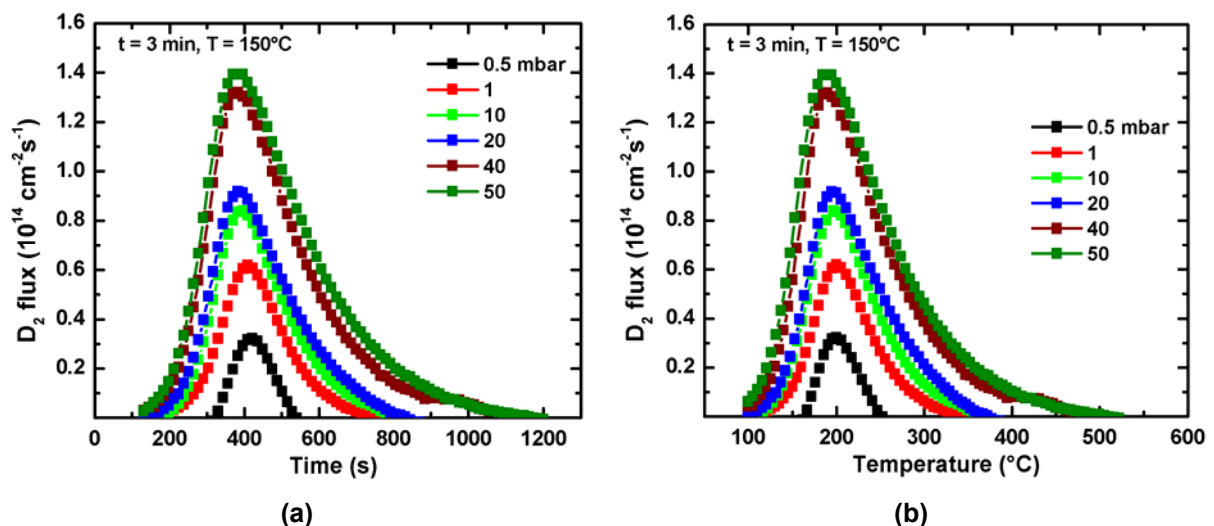 t = 3 min, T = 150ºC
0.5 mbar
1
10
20
40
50
D₂ flux (10¹⁴ cm⁻²s⁻¹)
1.6
1.4
1.2
1.0
0.8
0.6
0.4
0.2
0 200 400 600 800 1000 1200
Time (s)
(a)
t = 3 min, T = 150ºC
0.5 mbar
1
10
20
40
50
D₂ flux (10¹⁴ cm⁻²s⁻¹)
1.6
1.4
1.2
1.0
0.8
0.6
0.4
0.2
100 200 300 400 500 600
Temperature (°C)
(b)